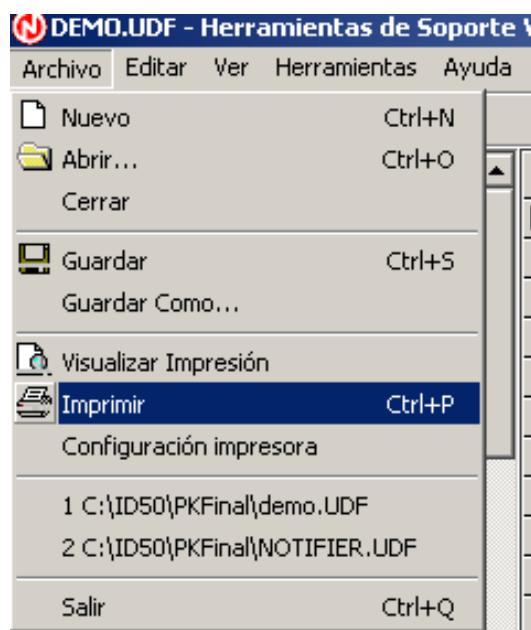 DEMO.UDF - Herramientas de Soporte
Archivo Editar Ver Herramientas Ayuda
Nuevo Ctrl+N
Abrir... Ctrl+O
Cerrar
Guardar Ctrl+S
Guardar Como...
Visualizar Impresión
Imprimir Ctrl+P
Configuración impresora
1 C:\ID50\PKFinal\demo.UDF
2 C:\ID50\PKFinal\NOTIFIER.UDF
Salir Ctrl+Q